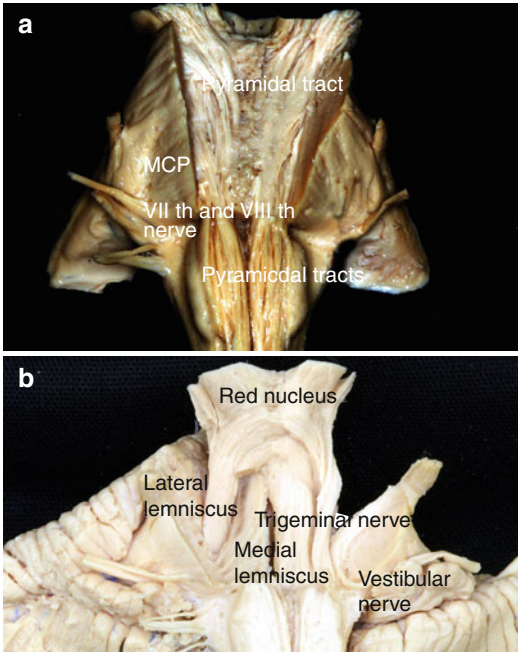 a
Pyramidal tract
MCP
VII th and VIII th
nerve
Pyramicdal tracts
b
Red nucleus
Lateral
lemniscus
Trigeminal nerve
Medial
lemniscus
Vestibular
nerve